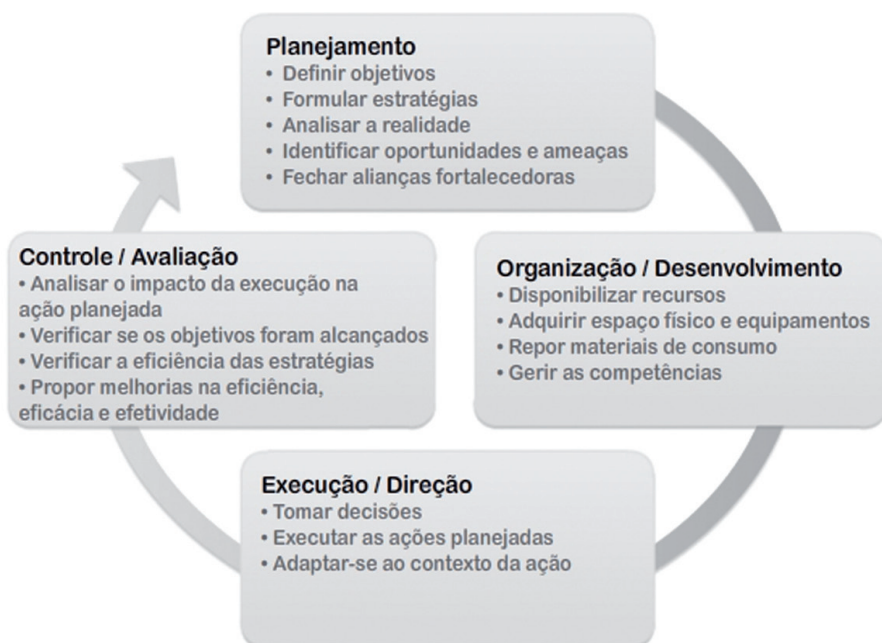 Planejamento
• Definir objetivos
• Formular estratégias
• Analisar a realidade
• Identificar oportunidades e ameaças
• Fechar alianças fortalecedoras
Organização / Desenvolvimento
• Disponibilizar recursos
• Adquirir espaço físico e equipamentos
• Repor materiais de consumo
• Gerir as competências
Execução / Direção
• Tomar decisões
• Executar as ações planejadas
• Adaptar-se ao contexto da ação
Controle / Avaliação
• Analisar o impacto da execução na
ação planejada
• Verificar se os objetivos foram alcançados
• Verificar a eficiência das estratégias
• Propor melhorias na eficiência,
eficácia e efetividade